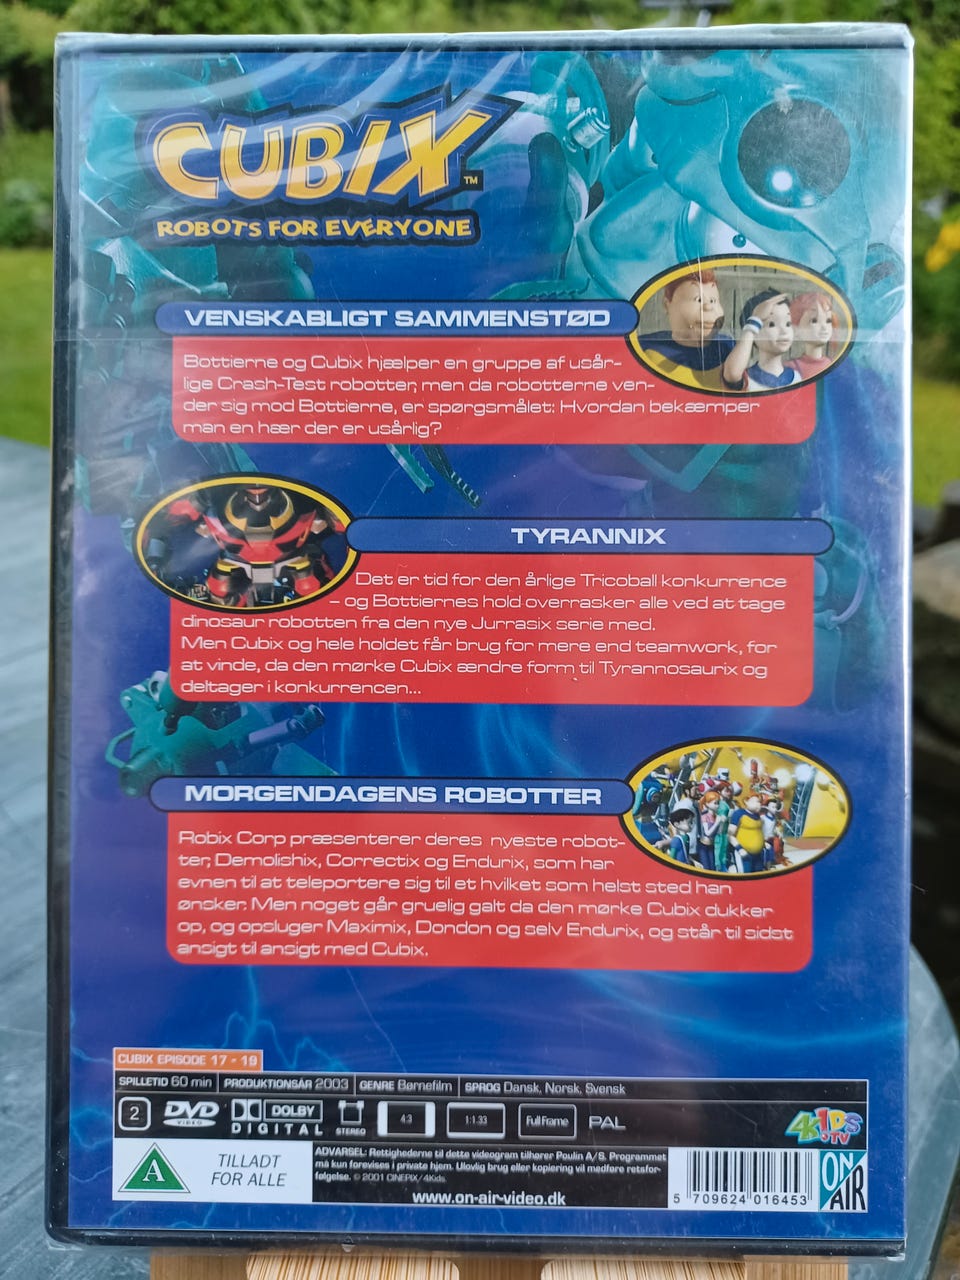 CUBIX™
ROBOTS FOR EVERYONE
VENSKABLIGT SAMMENSTØD
Bottierne og Cubix hjælper en gruppe af usår-
lige Crash-Test robotter, men da robotterne ven-
der sig mod Bottierne, er spørgsmålet: Hvordan bekæmper
man en hær der er usårlig?
TYRANNIX
Det er tid for den årlige Tricoball konkurrence
– og Bottiernes hold overrasker alle ved at tage
dinosaur robotten fra den nye Jurrasix serie med.
Men Cubix og hele holdet får brug for mere end teamwork, for
at vinde, da den mørke Cubix ændre form til Tyrannosaurix og
deltager i konkurrencen...
MORGENDAGENS ROBOTTER
Robix Corp præsenterer deres nyeste robot-
ter, Demolishix, Correctix og Endurix, som har
evnen til at teleportere sig til et hvilket som helst sted han
ønsker. Men noget går gruelig galt da den mørke Cubix dukker
op, og opsluger Maximix, Dondon og selv Endurix, og står til sidst
ansigt til ansigt med Cubix.
CUBIX EPISODE 17 - 19
SPILLETID 60 min PRODUKTIONSÅR 2003 GENRE Børnefilm SPROG Dansk, Norsk, Svensk
2 DVD VIDEO DOLBY DIGITAL STEREO 4:3 1:1.33 Full Frame PAL 4KIDS TV
A TILLADT FOR ALLE
ADVARSEL: Rettighederne til dette videogram tilhører Poulin A/S. Programmet
må kun forevises i private hjem. Ulovlig brug eller kopiering vil medføre retsfor-
følgelse. © 2001 CINEPIX/4Kids.
www.on-air-video.dk
5 709624 016453
ON AIR